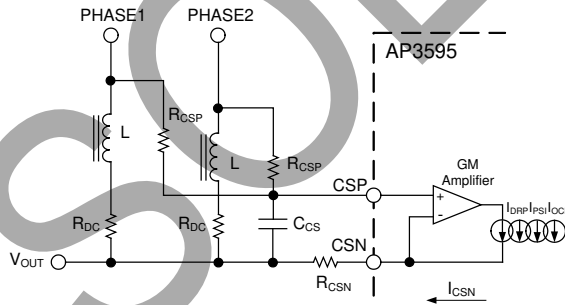 PHASE1 PHASE2
AP3595
RCSP
L
L
RCSP
GM
Amplifier
CSP
+
-
IDRP IPSI IOC
RDC
RDC
CCS
CSN
VOUT
RCSN
ICSN